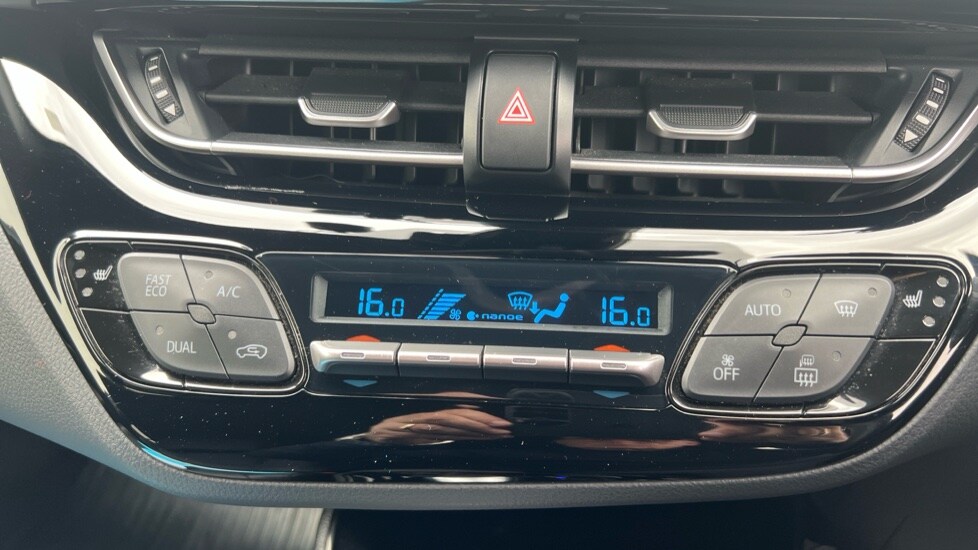 FAST
ECO
A/C
DUAL
16.0
nanoe
16.0
AUTO
OFF